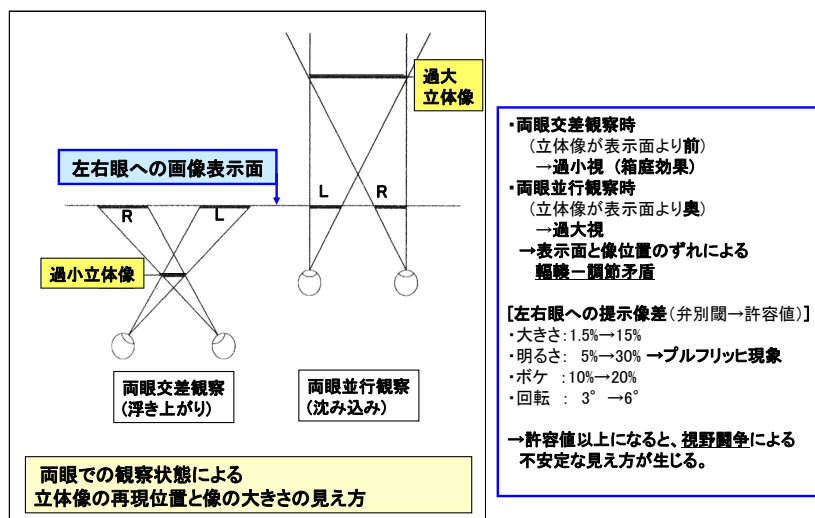 過大
立体像
左右眼への画像表示面
L R
R L
過小立体像
両眼交差観察
(浮き上がり)
両眼並行観察
(沈み込み)
両眼での観察状態による
立体像の再現位置と像の大きさの見え方
・両眼交差観察時
(立体像が表示面より前)
→過小視 (箱庭効果)
・両眼並行観察時
(立体像が表示面より奥)
→過大視
→表示面と像位置のずれによる
輻輳－調節矛盾
[左右眼への提示像差(弁別閾→許容値)]
・大きさ：1.5%→15%
・明るさ： 5%→30% →プルフリッヒ現象
・ボケ ：10%→20%
・回転 ： 3° →6°
→許容値以上になると、視野闘争による
不安定な見え方が生じる。